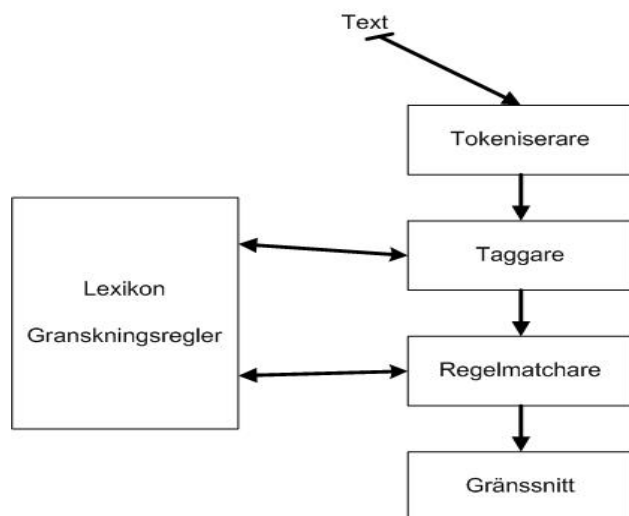 Text
Tokeniserare
Taggare
Lexikon
Granskningsregler
Regelmatchare
Gränssnitt